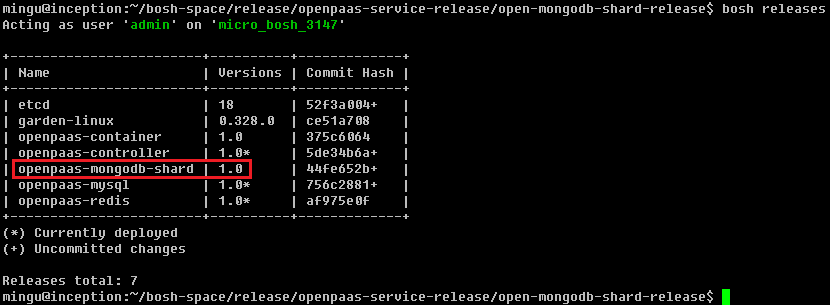 mingu@inception:~/bosh-space/release/openpaas-service-release/open-mongodb-shard-release$ bosh releases
Acting as user 'admin' on 'micro_bosh_3147'
+------------------------+----------+-------------+
| Name                   | Versions | Commit Hash |
+------------------------+----------+-------------+
| etcd                   | 18       | 52f3a004+   |
| garden-linux           | 0.328.0  | ce51a708    |
| openpaas-container     | 1.0      | 375c6064    |
| openpaas-controller    | 1.0*     | 5de34b6a+   |
| openpaas-mongodb-shard | 1.0      | 44fe652b+   |
| openpaas-mysql         | 1.0*     | 756c2881+   |
| openpaas-redis         | 1.0*     | af975e0f    |
+------------------------+----------+-------------+
(*) Currently deployed
(+) Uncommitted changes
Releases total: 7
mingu@inception:~/bosh-space/release/openpaas-service-release/open-mongodb-shard-release$